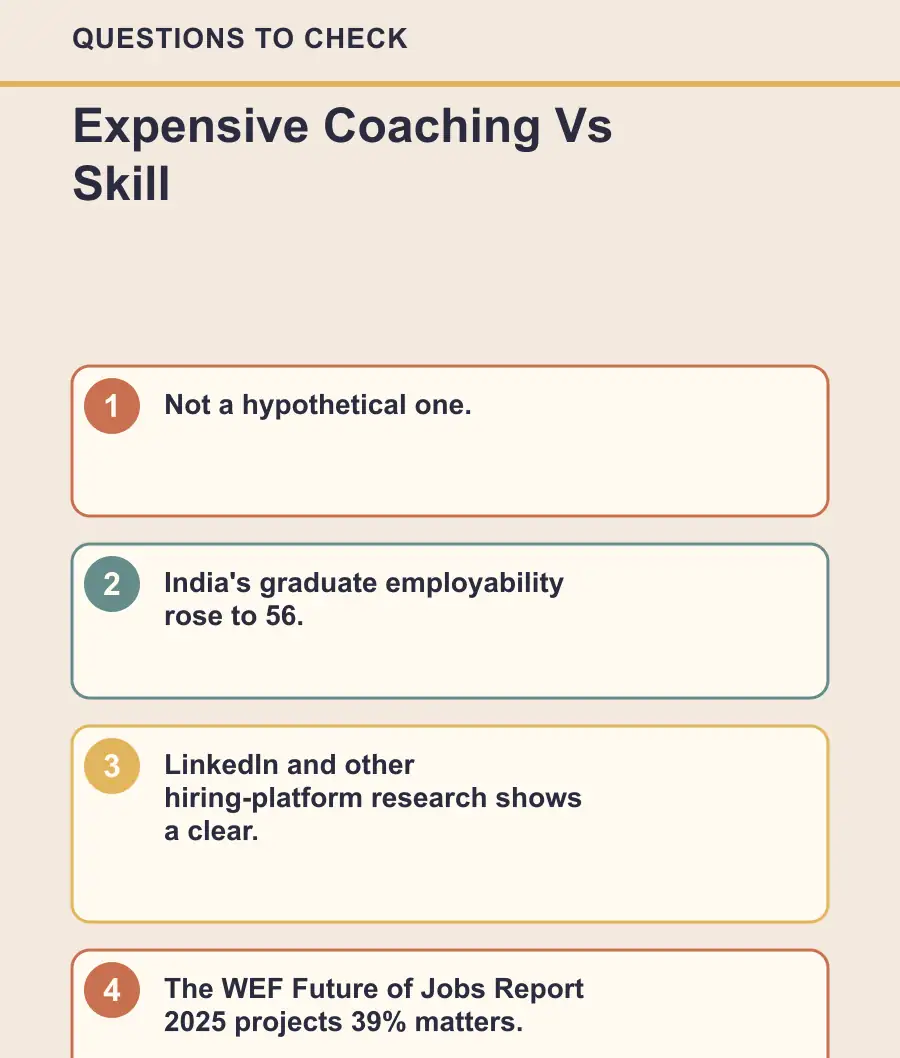 QUESTIONS TO CHECK
Expensive Coaching Vs
Skill
1
Not a hypothetical one.
2
India's graduate employability
rose to 56.
3
LinkedIn and other
hiring-platform research shows
a clear.
4
The WEF Future of Jobs Report
2025 projects 39% matters.